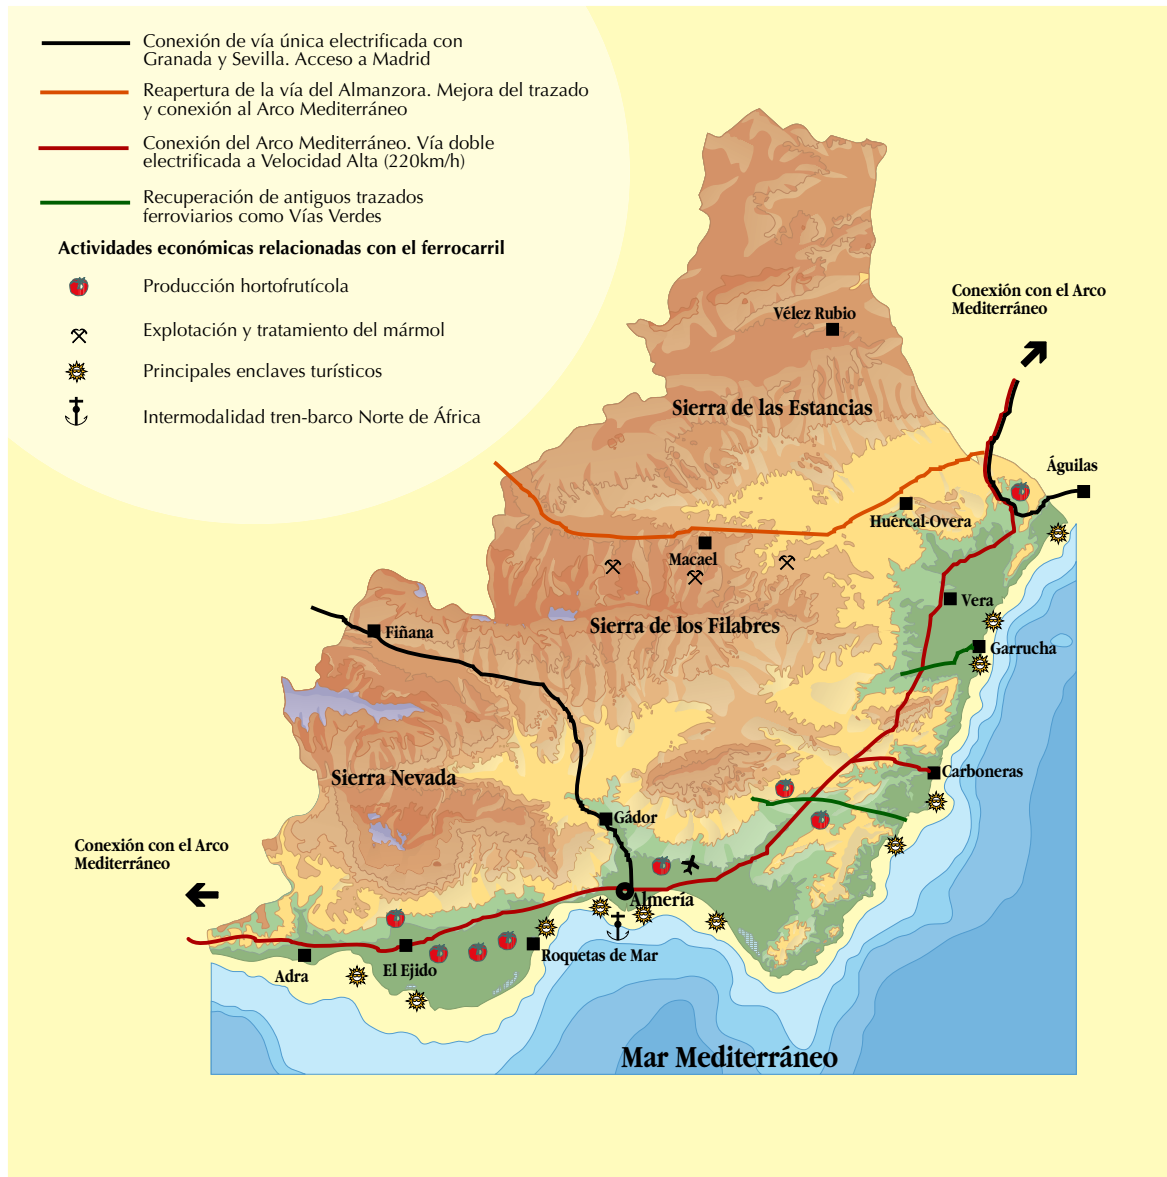 Conexión de vía única electrificada con
Granada y Sevilla. Acceso a Madrid
Reapertura de la vía del Almanzora. Mejora del trazado
y conexión al Arco Mediterráneo
Conexión del Arco Mediterráneo. Vía doble
electrificada a Velocidad Alta (220km/h)
Recuperación de antiguos trazados
ferroviarios como Vías Verdes
Actividades económicas relacionadas con el ferrocarril
Producción hortofrutícola
Explotación y tratamiento del mármol
Principales enclaves turísticos
Intermodalidad tren-barco Norte de África
Conexión con el Arco
Mediterráneo
Vélez Rubio
Sierra de las Estancias
Águilas
Huércal-Overa
Macael
Vera
Sierra de los Filabres
Fiñana
Garrucha
Sierra Nevada
Carboneras
Gádor
Conexión con el Arco
Mediterráneo
Almería
Roquetas de Mar
El Ejido
Adra
Mar Mediterráneo